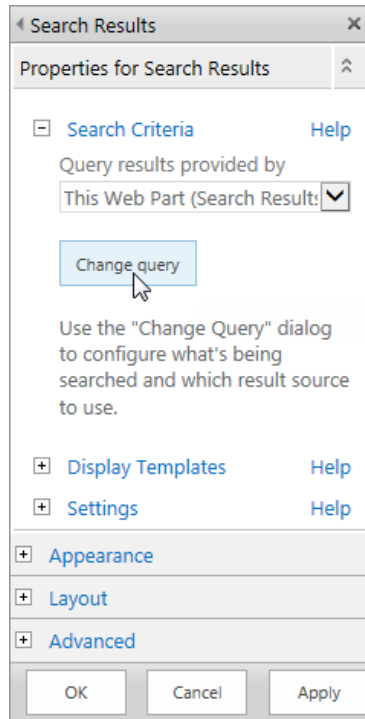 Search Results
Properties for Search Results
Search Criteria Help
Query results provided by
This Web Part (Search Results
Change query
Use the "Change Query" dialog
to configure what's being
searched and which result source
to use.
Display Templates Help
Settings Help
Appearance
Layout
Advanced
OK Cancel Apply